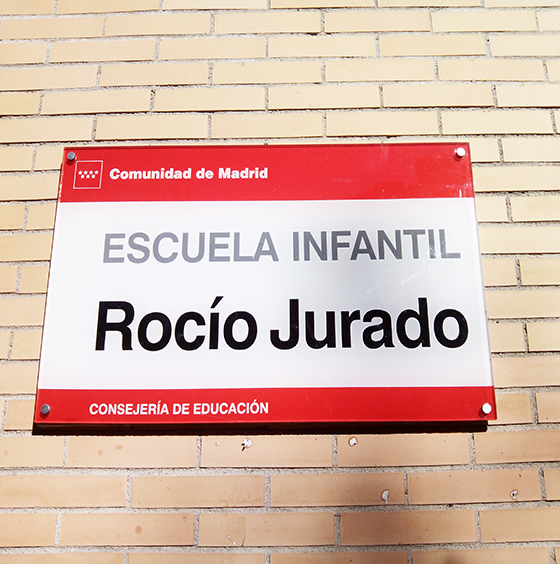 Comunidad de Madrid
ESCUELA INFANTIL
Rocío Jurado
CONSEJERÍA DE EDUCACIÓN